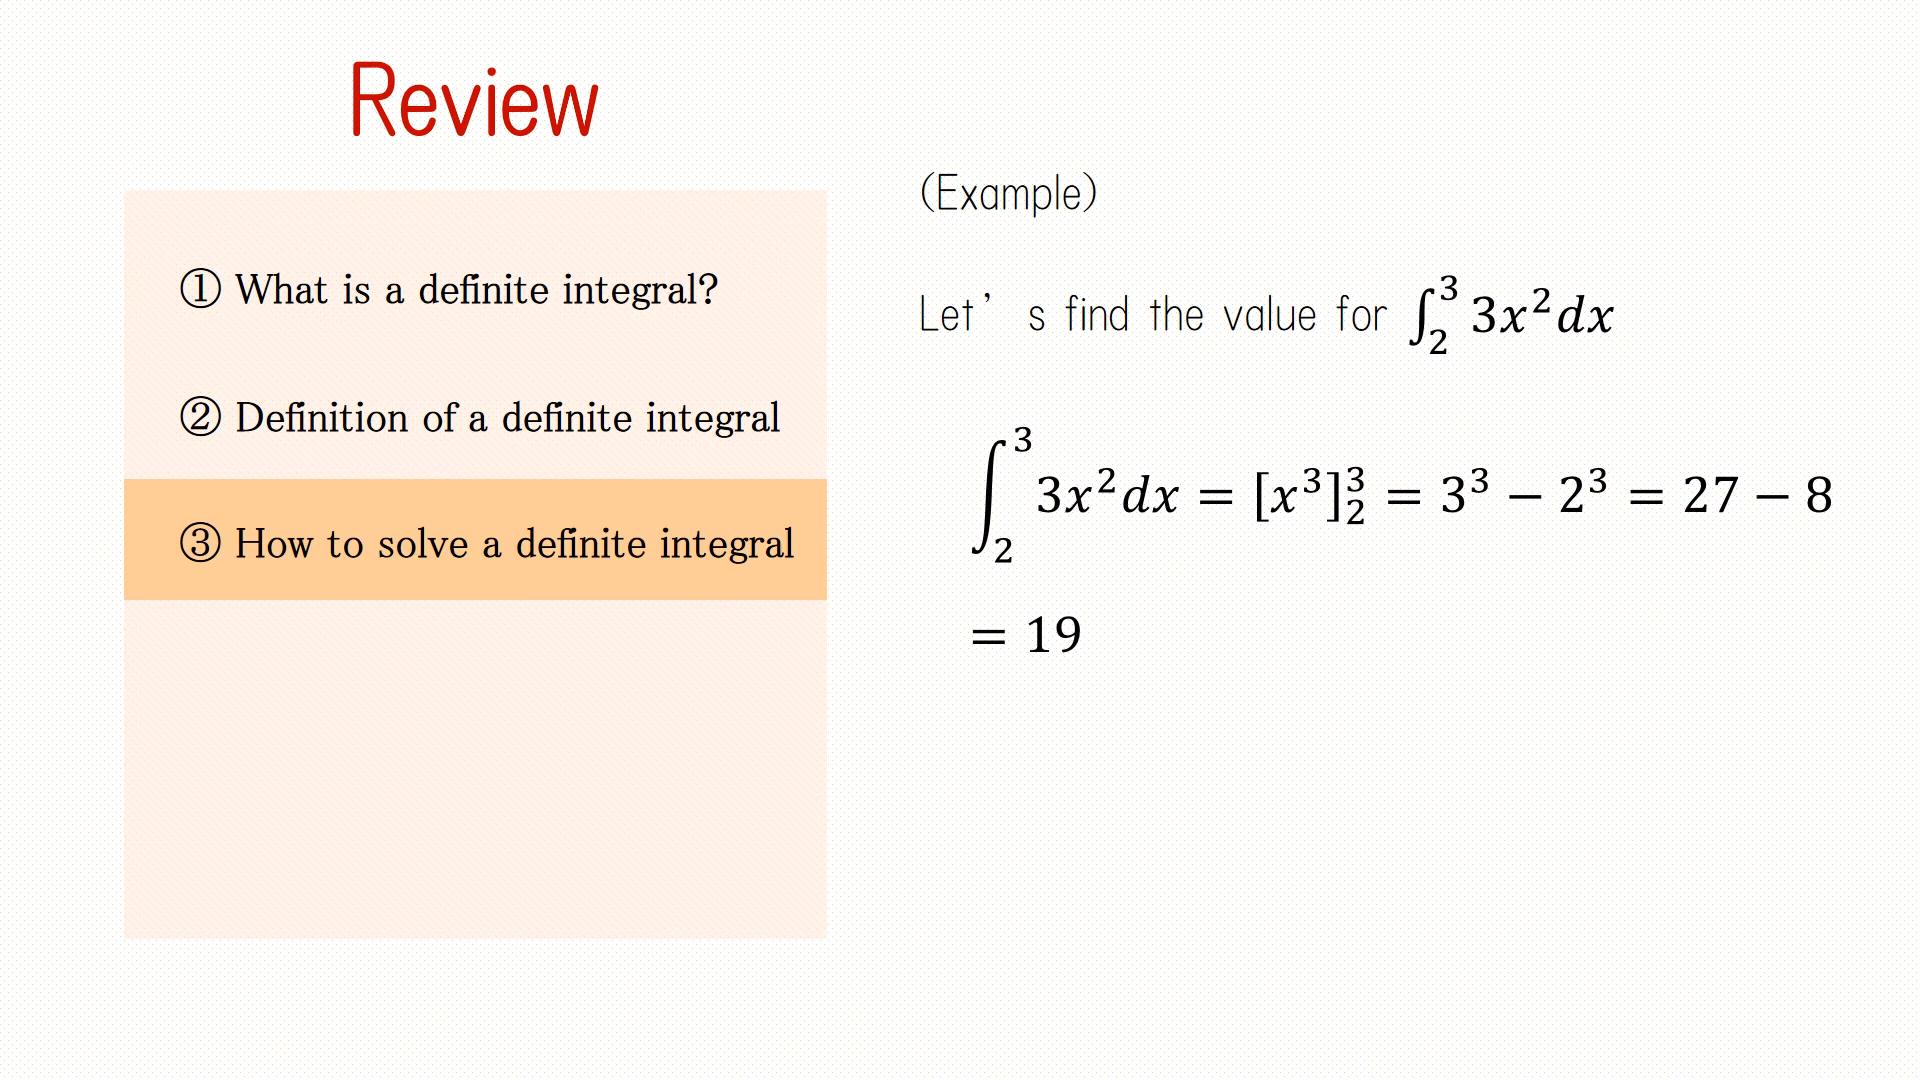 Review
① What is a definite integral?
② Definition of a definite integral
③ How to solve a definite integral
(Example)
Let’s find the value for ∫₂³ 3x²dx
∫₂³ 3x²dx = [x³]₂³ = 3³ − 2³ = 27 − 8
= 19